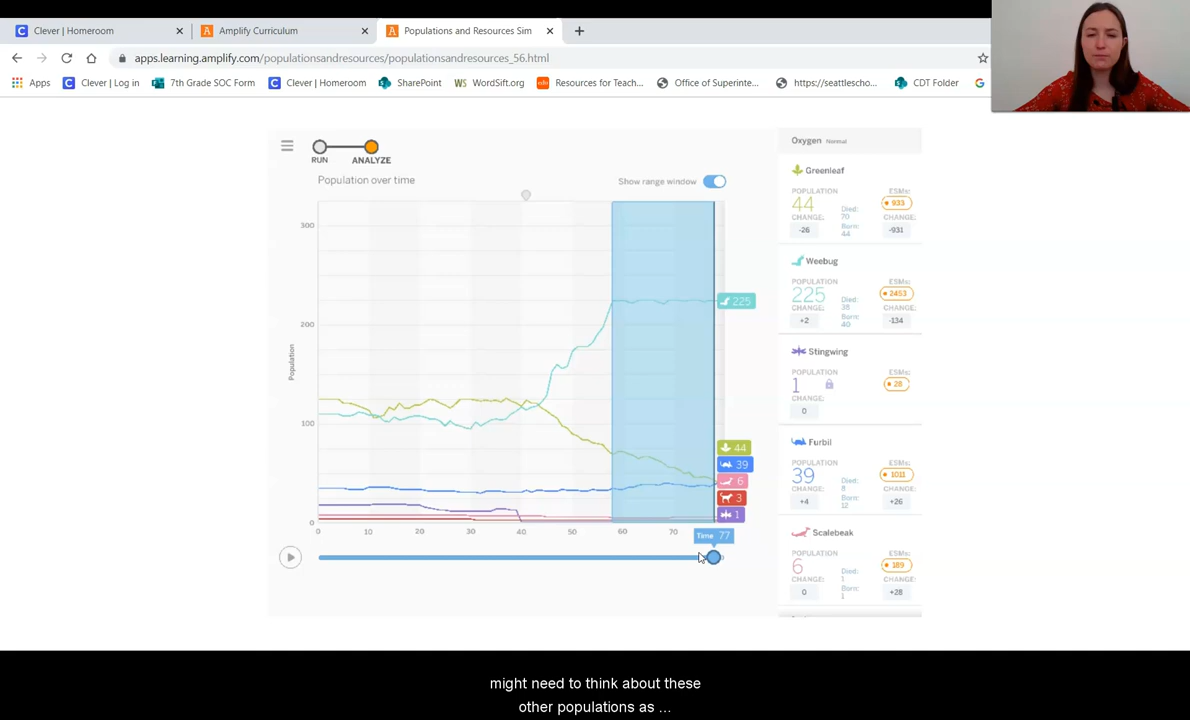 Clever | Homeroom
Amplify Curriculum
Populations and Resources Sim
apps.learning.amplify.com/populationsandresources/populationsandresources_56.html
Apps
Clever | Log in
7th Grade SOC Form
Clever | Homeroom
SharePoint
WS WordSift.org
Resources for Teach...
Office of Superinte...
https://seattlescho...
CDT Folder
RUN
ANALYZE
Population over time
Show range window
Population
300
200
100
0
0 10 20 30 40 50 60 70
225
44
39
6
3
1
Time 77
Oxygen Normal
Greenleaf
POPULATION
ESMs:
44
Died:
70
933
CHANGE:
Born:
44
CHANGE:
-26
-931
Weebug
POPULATION
ESMs:
225
Died:
38
2453
CHANGE:
Born:
40
CHANGE:
+2
-134
Stingwing
POPULATION
ESMs:
1
28
CHANGE:
0
Furbil
POPULATION
ESMs:
39
Died:
8
1011
CHANGE:
Born:
12
CHANGE:
+4
+26
Scalebeak
POPULATION
ESMs:
6
Died:
1
189
CHANGE:
Born:
1
CHANGE:
0
+28
might need to think about these
other populations as ...